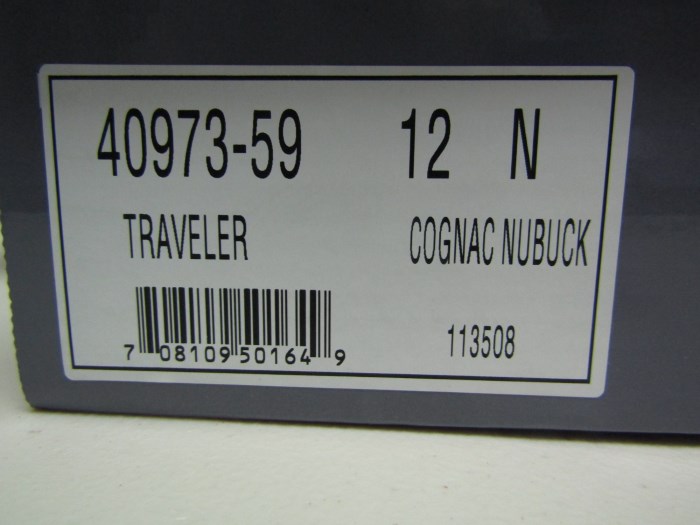 40973-59 12 N
TRAVELER COGNAC NUBUCK
7 08109 50164 9
113508